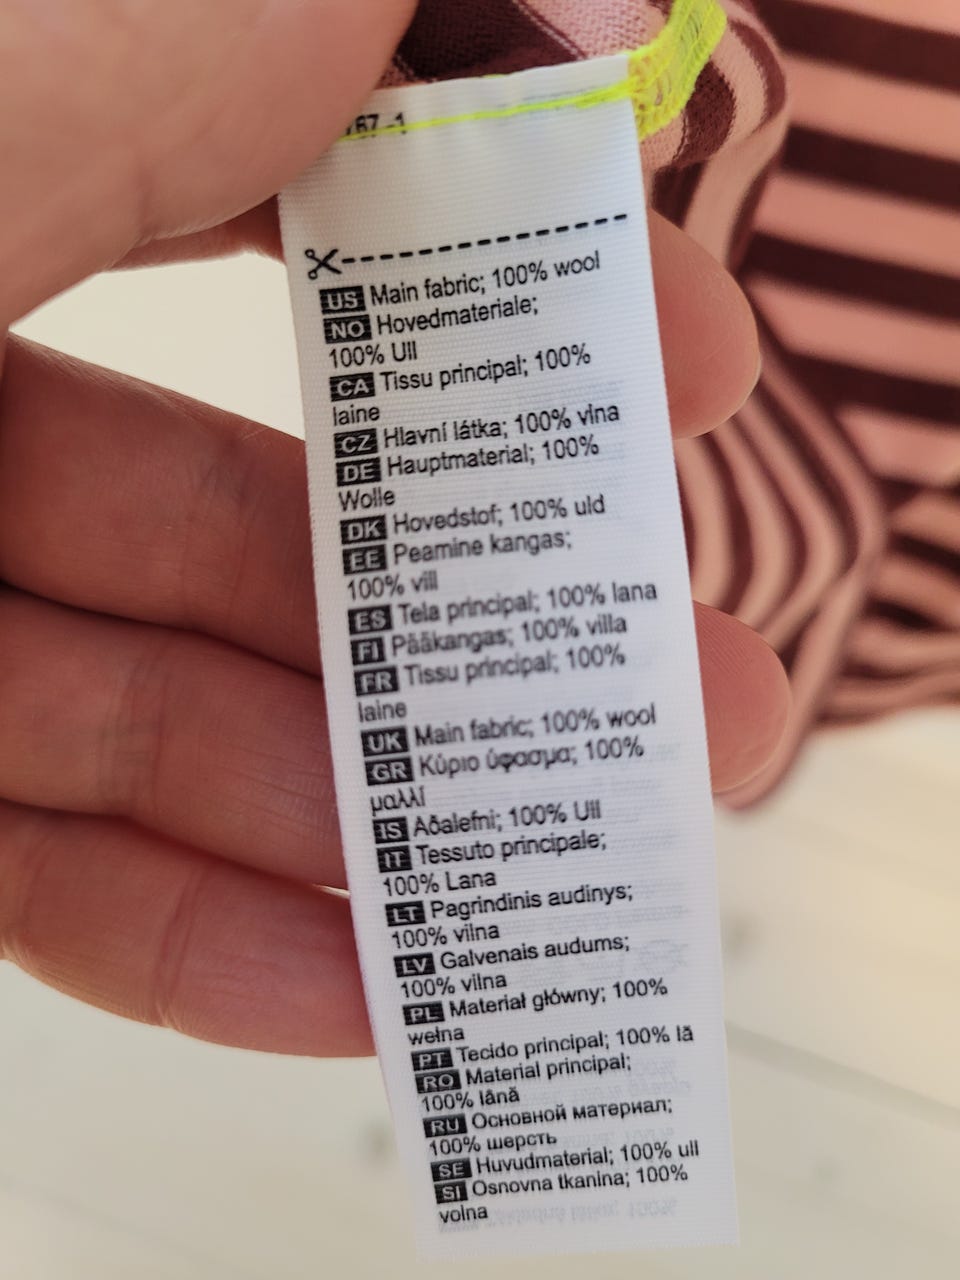 67 -1
US Main fabric; 100% wool
NO Hovedmateriale;
100% Ull
CA Tissu principal; 100%
laine
CZ Hlavní látka; 100% vlna
DE Hauptmaterial; 100%
Wolle
DK Hovedstof; 100% uld
EE Peamine kangas;
100% vill
ES Tela principal; 100% lana
FI Pääkangas; 100% villa
FR Tissu principal; 100%
laine
UK Main fabric; 100% wool
GR Κύριο ύφασμα; 100%
μαλλί
IS Aðalefni; 100% Ull
IT Tessuto principale;
100% Lana
LT Pagrindinis audinys;
100% vilna
LV Galvenais audums;
100% vilna
PL Materiał główny; 100%
wełna
PT Tecido principal; 100% lã
RO Material principal;
100% lână
RU Основной материал;
100% шерсть
SE Huvudmaterial; 100% ull
SI Osnovna tkanina; 100%
volna